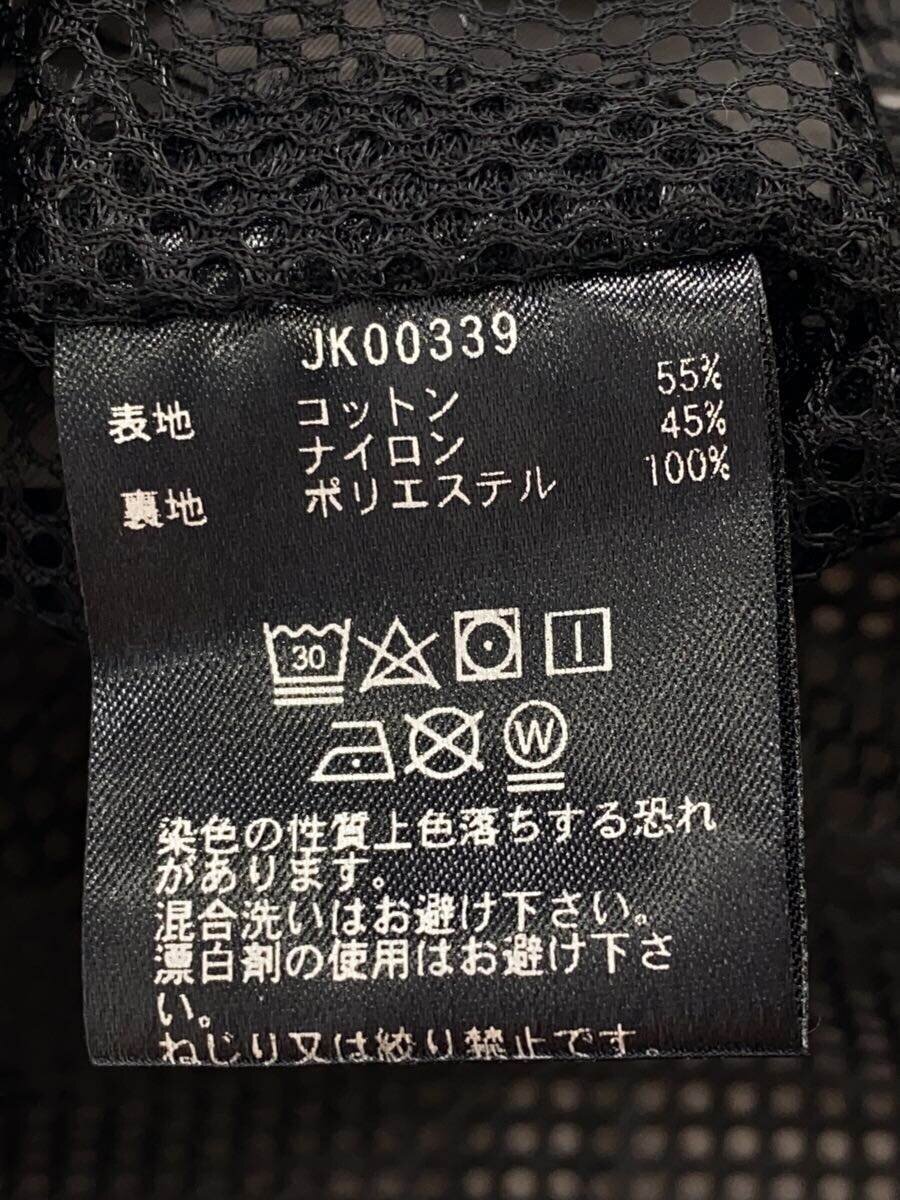 JK00339
表地 コットン 55%
ナイロン 45%
裏地 ポリエステル 100%
30
W
染色の性質上色落ちする恐れ
があります。
混合洗いはお避け下さい。
漂白剤の使用はお避け下さ
い。
ねじり又は絞り禁止です。